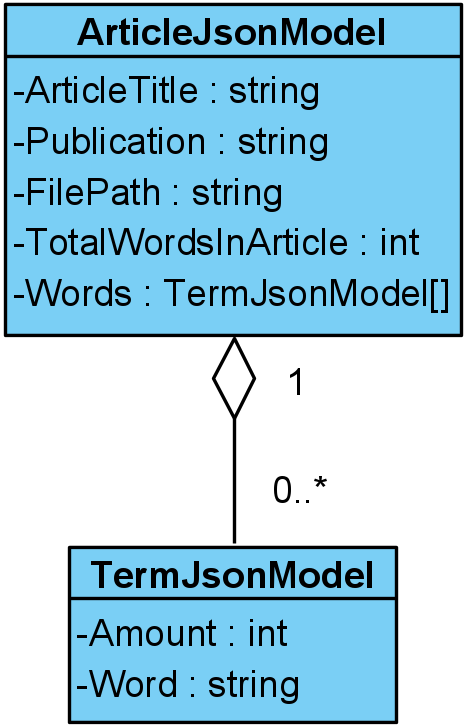 ArticleJsonModel
-ArticleTitle : string
-Publication : string
-FilePath : string
-TotalWordsInArticle : int
-Words : TermJsonModel[]
1
0..*
TermJsonModel
-Amount : int
-Word : string